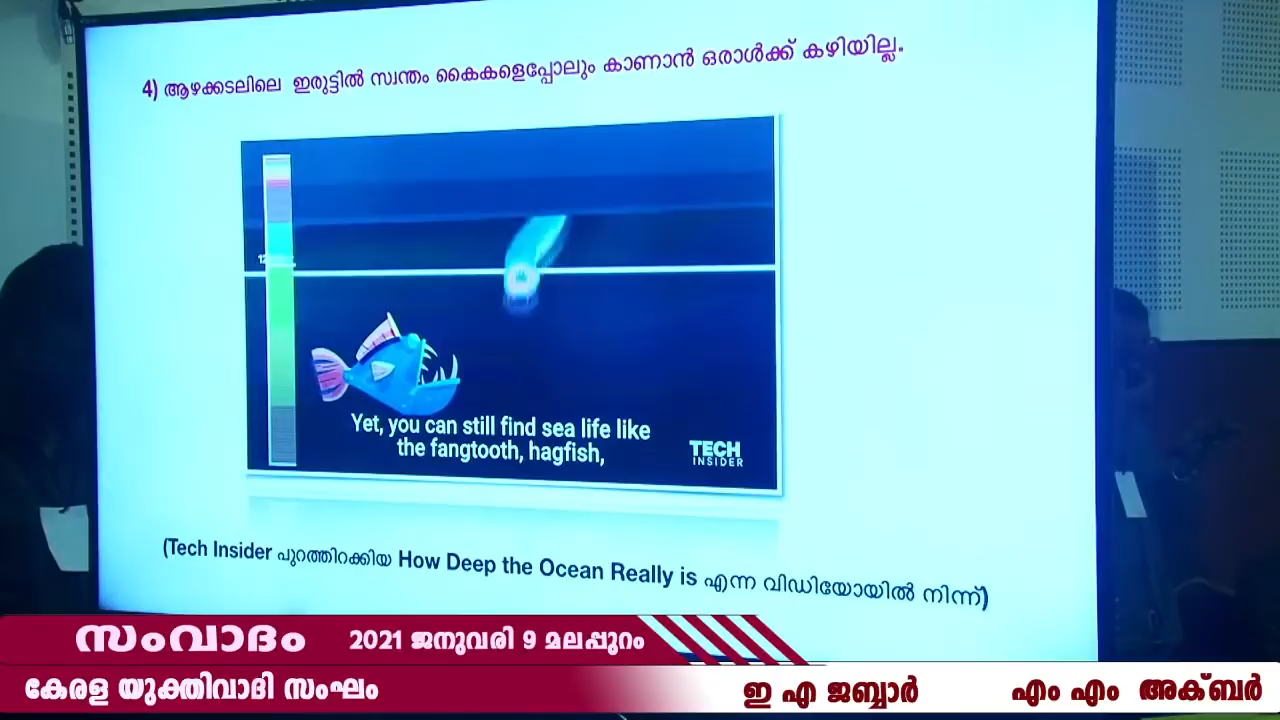 4) ആഴക്കടലിലെ ഇരുട്ടിൽ സ്വന്തം കൈകളെപ്പോലും കാണാൻ ഒരാൾക്ക് കഴിയില്ല.
Yet, you can still find sea life like
the fangtooth, hagfish,
TECH
INSIDER
(Tech Insider പുറത്തിറക്കിയ How Deep the Ocean Really is എന്ന വിഡിയോയിൽ നിന്ന്)
സംവാദം 2021 ജനുവരി 9 മലപ്പുറം
കേരള യുക്തിവാദി സംഘം ഇ എ ജബ്ബാർ എം എം അക്ബർ